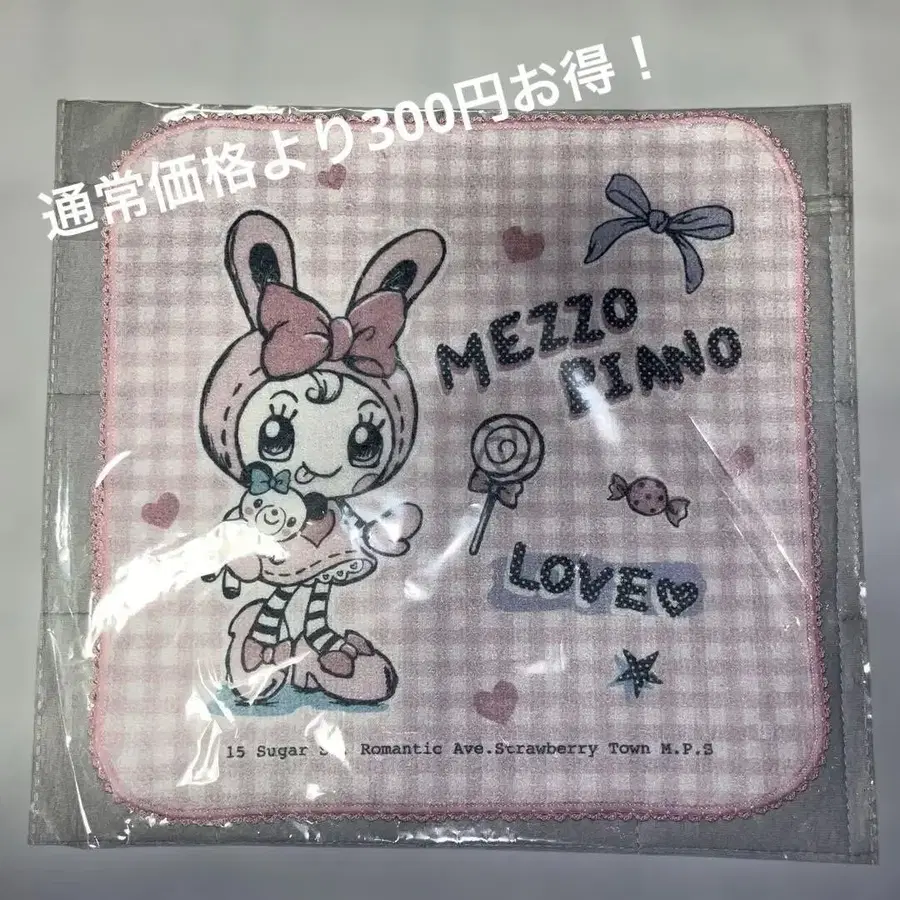 通常価格より300円お得！
MEZZO
PIANO
LOVE♡
15 Sugar Romantic Ave.Strawberry Town M.P.S